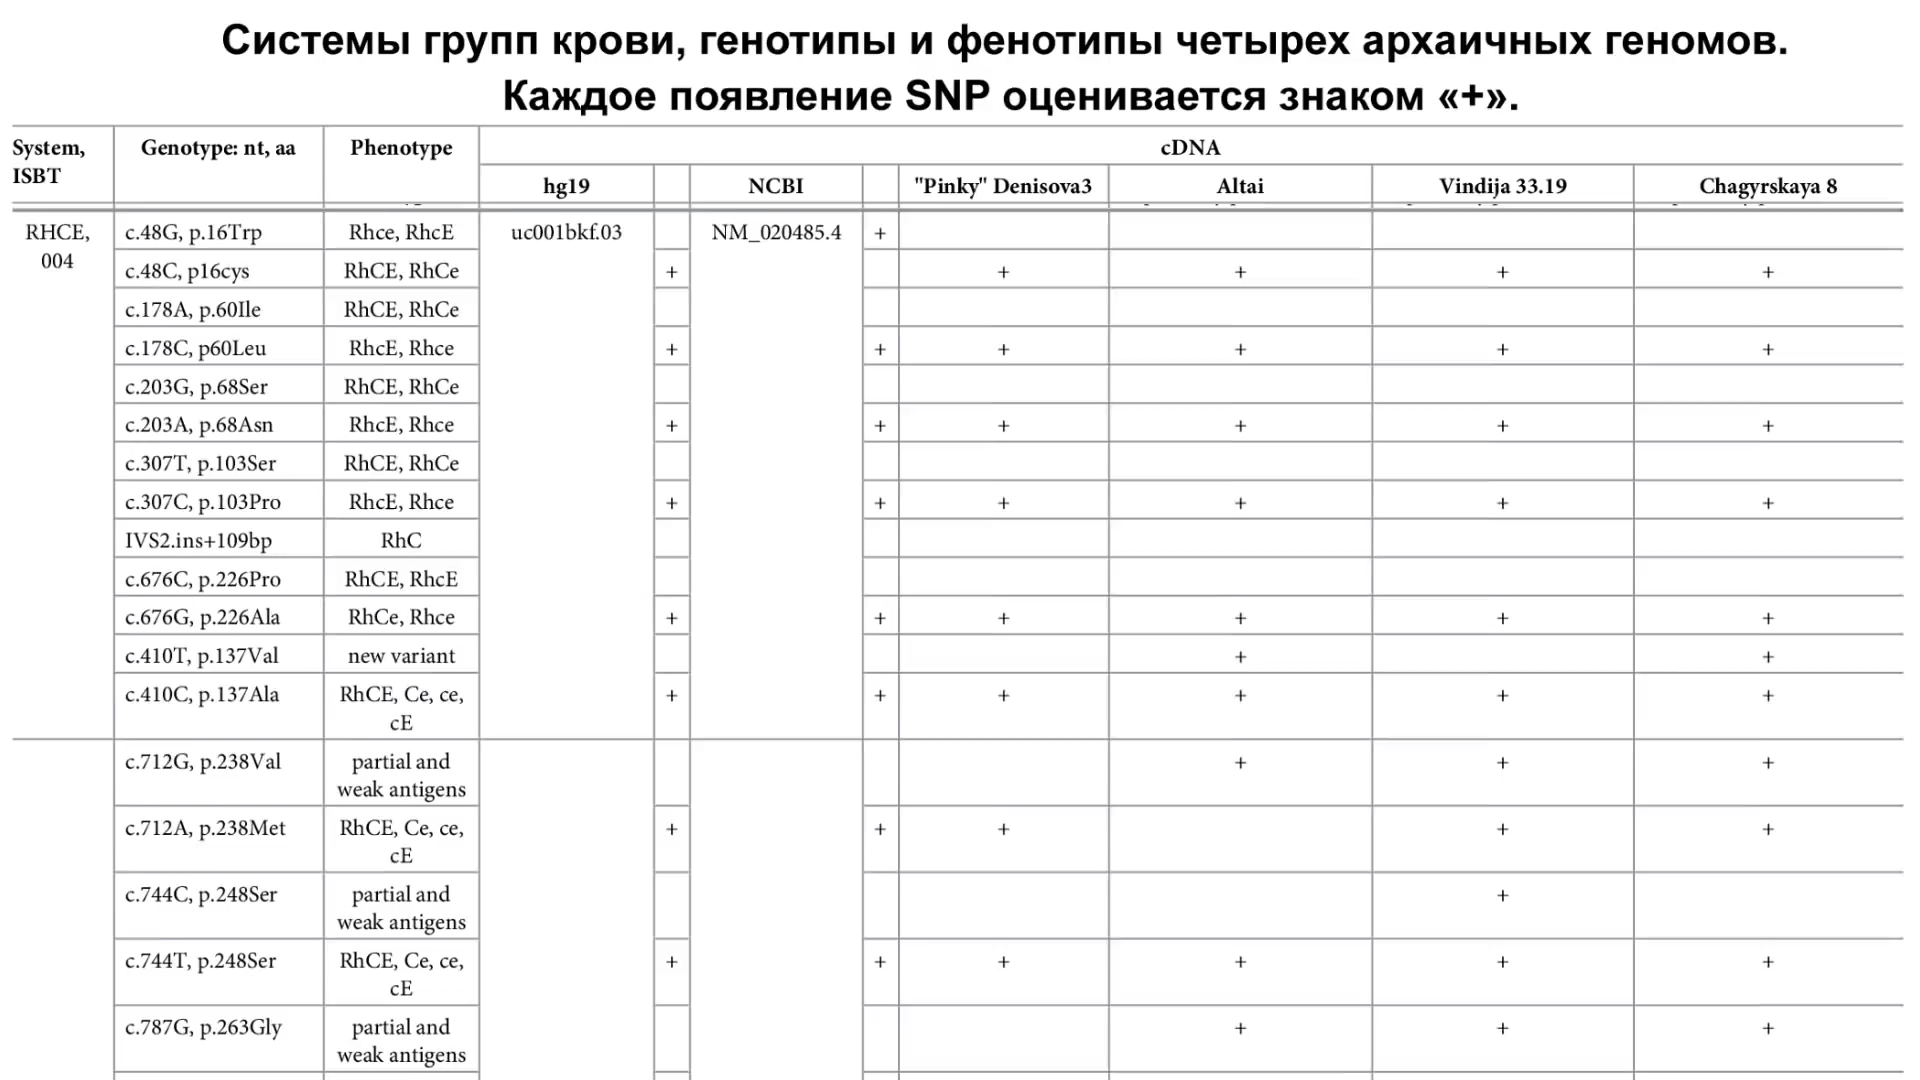 Системы групп крови, генотипы и фенотипы четырех архаичных геномов.
Каждое появление SNP оценивается знаком «+».
System, ISBT Genotype: nt, aa Phenotype cDNA
hg19 NCBI "Pinky" Denisova3 Altai Vindija 33.19 Chagyrskaya 8
RHCE, 004 c.48G, p.16Trp Rhce, RhcE uc001bkf.03 NM_020485.4 +
c.48C, p16cys RhCE, RhCe + + + + +
c.178A, p.60Ile RhCE, RhCe
c.178C, p60Leu RhcE, Rhce + + + + + +
c.203G, p.68Ser RhCE, RhCe
c.203A, p.68Asn RhcE, Rhce + + + + + +
c.307T, p.103Ser RhCE, RhCe
c.307C, p.103Pro RhcE, Rhce + + + + + +
IVS2.ins+109bp RhC
c.676C, p.226Pro RhCE, RhcE
c.676G, p.226Ala RhCe, Rhce + + + + + +
c.410T, p.137Val new variant + +
c.410C, p.137Ala RhCE, Ce, ce, cE + + + + + +
c.712G, p.238Val partial and weak antigens + + +
c.712A, p.238Met RhCE, Ce, ce, cE + + + + +
c.744C, p.248Ser partial and weak antigens +
c.744T, p.248Ser RhCE, Ce, ce, cE + + + + + +
c.787G, p.263Gly partial and weak antigens + + +